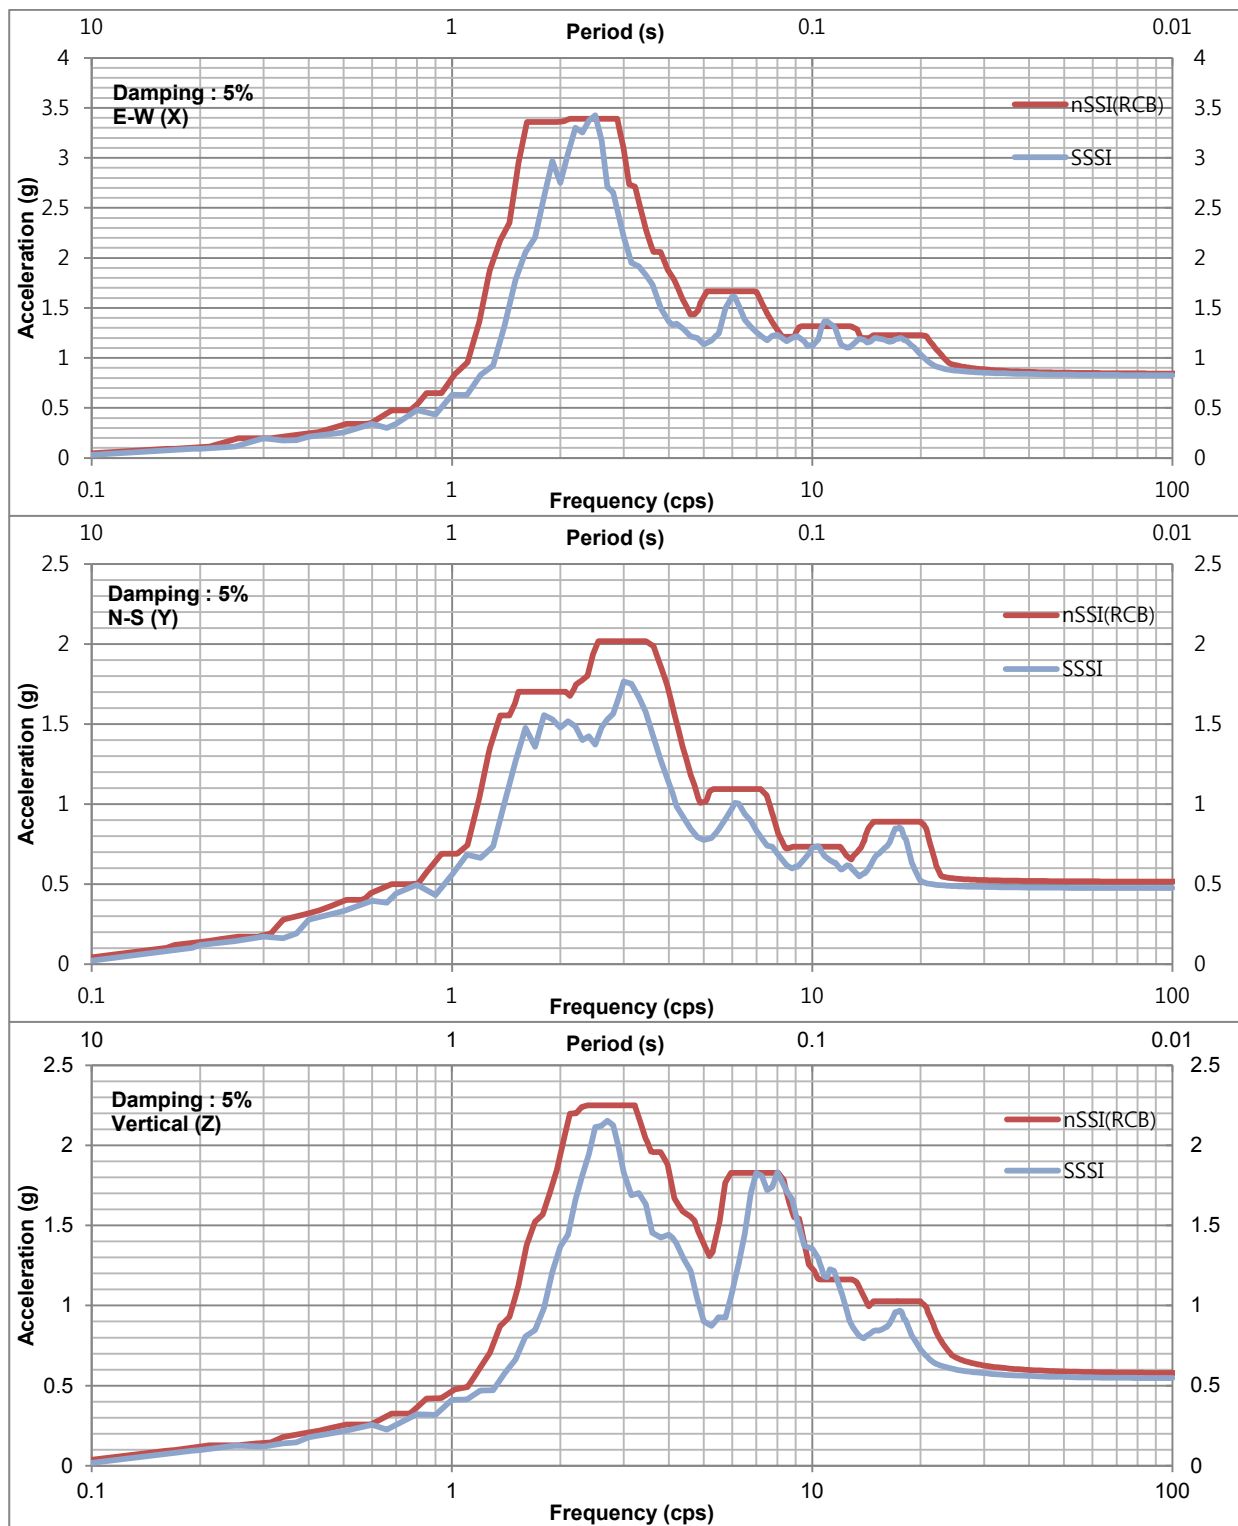 10 1 0.1 0.01
Period (s)
4 4
Damping : 5%
E-W (X)
nSSI(RCB)
3.5 3.5
SSSI
3 3
2.5 2.5
Acceleration (g)
2 2
1.5 1.5
1 1
0.5 0.5
0 0
0.1 1 10 100
Frequency (cps)
10 1 0.1 0.01
Period (s)
2.5 2.5
Damping : 5%
N-S (Y)
nSSI(RCB)
2 2
SSSI
Acceleration (g)
1.5 1.5
1 1
0.5 0.5
0 0
0.1 1 10 100
Frequency (cps)
10 1 0.1 0.01
Period (s)
2.5 2.5
Damping : 5%
Vertical (Z)
nSSI(RCB)
2 2
SSSI
Acceleration (g)
1.5 1.5
1 1
0.5 0.5
0 0
0.1 1 10 100
Frequency (cps)